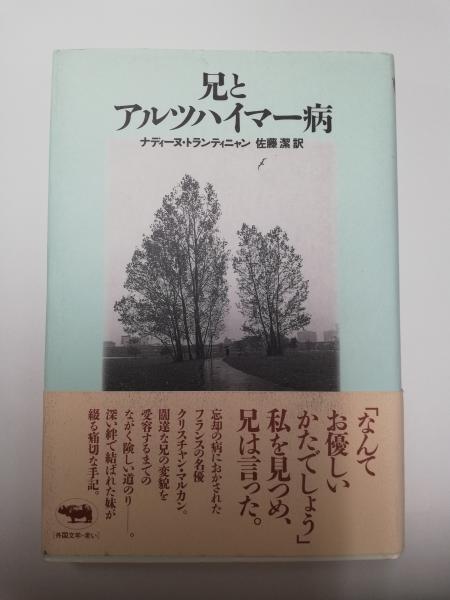 兄と
アルツハイマー病
ナディーヌ・トランティニャン 佐藤潔訳
「なんて
お優しい
かたでしょう」
私を見つめ、
兄は言った。
忘却の病におかされた
フランスの名優
クリスチャン・マルカン。
闊達な兄の変貌を
受容するまでの
ながく険しい道のり――。
深い絆で結ばれた妹が
綴る痛切な手記。
[外国文学・老い]